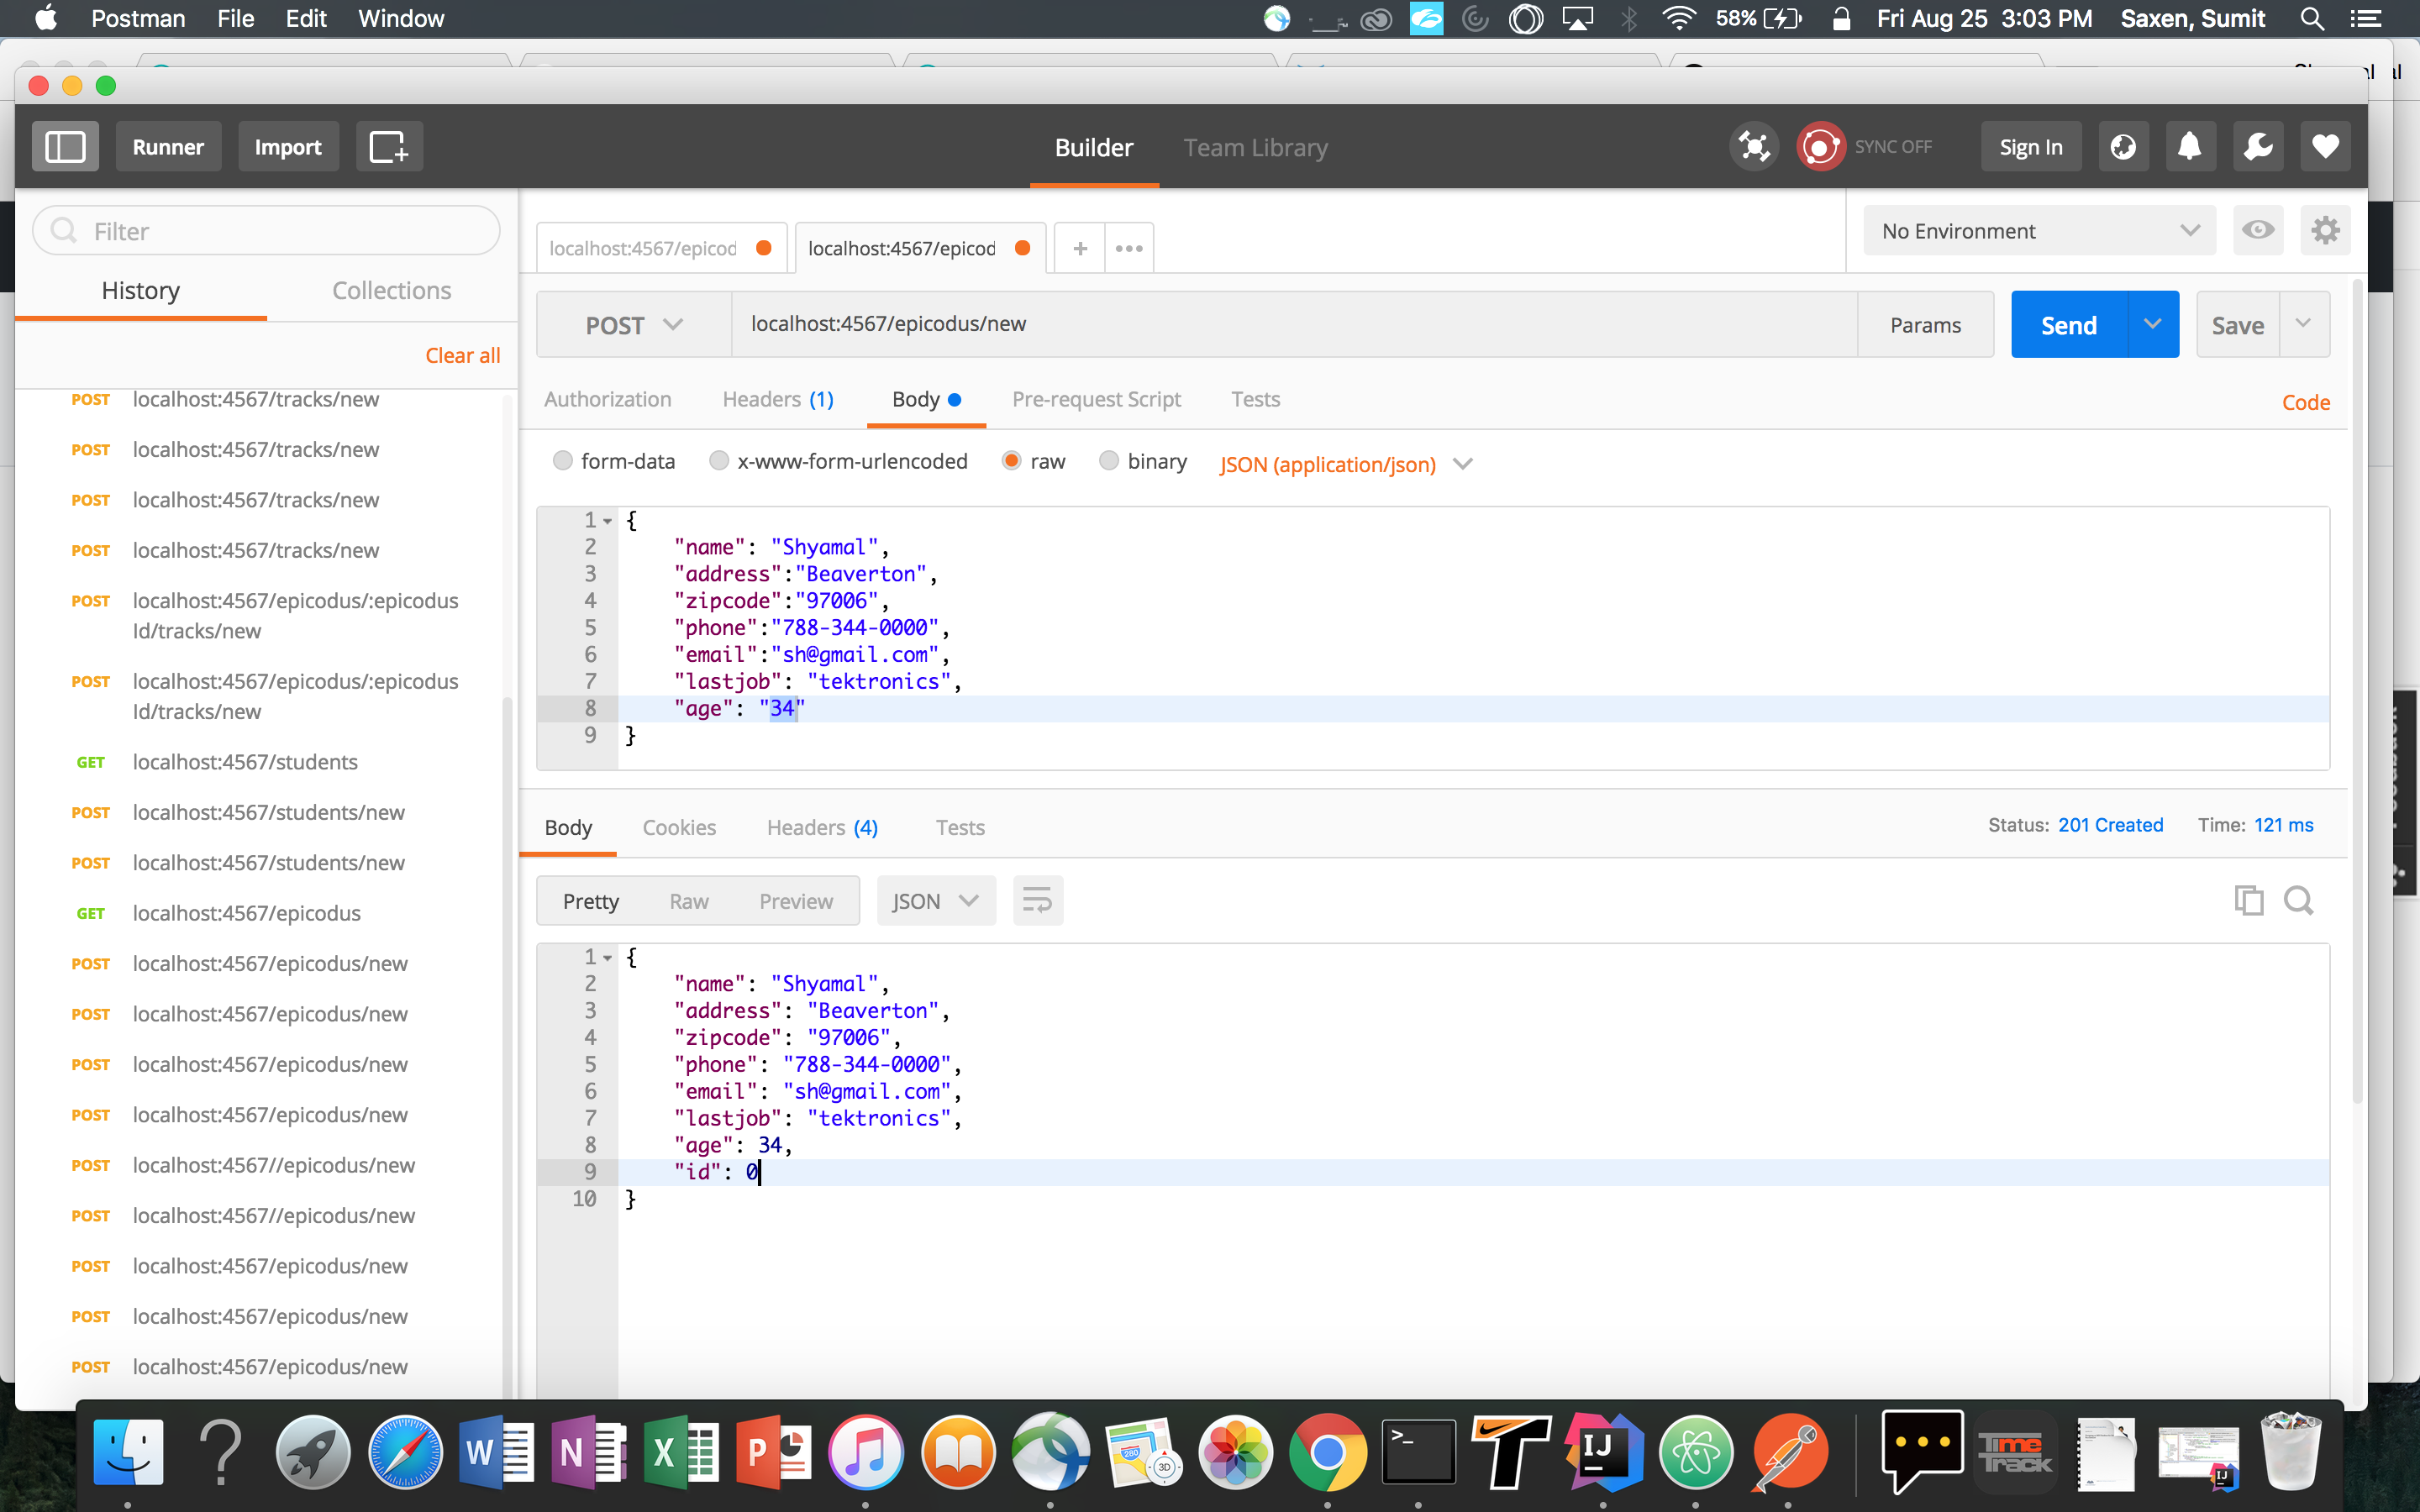 Postman File Edit Window 58% Fri Aug 25 3:03 PM Saxen, Sumit
Runner Import Builder Team Library SYNC OFF Sign In
Filter
History Collections
Clear all
POST localhost:4567/tracks/new
POST localhost:4567/tracks/new
POST localhost:4567/tracks/new
POST localhost:4567/tracks/new
POST localhost:4567/epicodus/:epicodus
Id/tracks/new
POST localhost:4567/epicodus/:epicodus
Id/tracks/new
GET localhost:4567/students
POST localhost:4567/students/new
POST localhost:4567/students/new
GET localhost:4567/epicodus
POST localhost:4567/epicodus/new
POST localhost:4567/epicodus/new
POST localhost:4567/epicodus/new
POST localhost:4567/epicodus/new
POST localhost:4567//epicodus/new
POST localhost:4567//epicodus/new
POST localhost:4567/epicodus/new
POST localhost:4567/epicodus/new
POST localhost:4567/epicodus/new
localhost:4567/epicod localhost:4567/epicod + ••• No Environment
POST localhost:4567/epicodus/new Params Send Save
Authorization Headers (1) Body Pre-request Script Tests Code
form-data x-www-form-urlencoded raw binary JSON (application/json)
1 {
2 "name": "Shyamal",
3 "address":"Beaverton",
4 "zipcode":"97006",
5 "phone":"788-344-0000",
6 "email":"sh@gmail.com",
7 "lastjob": "tektronics",
8 "age": "34"
9 }
Body Cookies Headers (4) Tests Status: 201 Created Time: 121 ms
Pretty Raw Preview JSON
1 {
2 "name": "Shyamal",
3 "address": "Beaverton",
4 "zipcode": "97006",
5 "phone": "788-344-0000",
6 "email": "sh@gmail.com",
7 "lastjob": "tektronics",
8 "age": 34,
9 "id": 0
10 }
? W N X P 280 3D >_ T IJ Time Track IJ